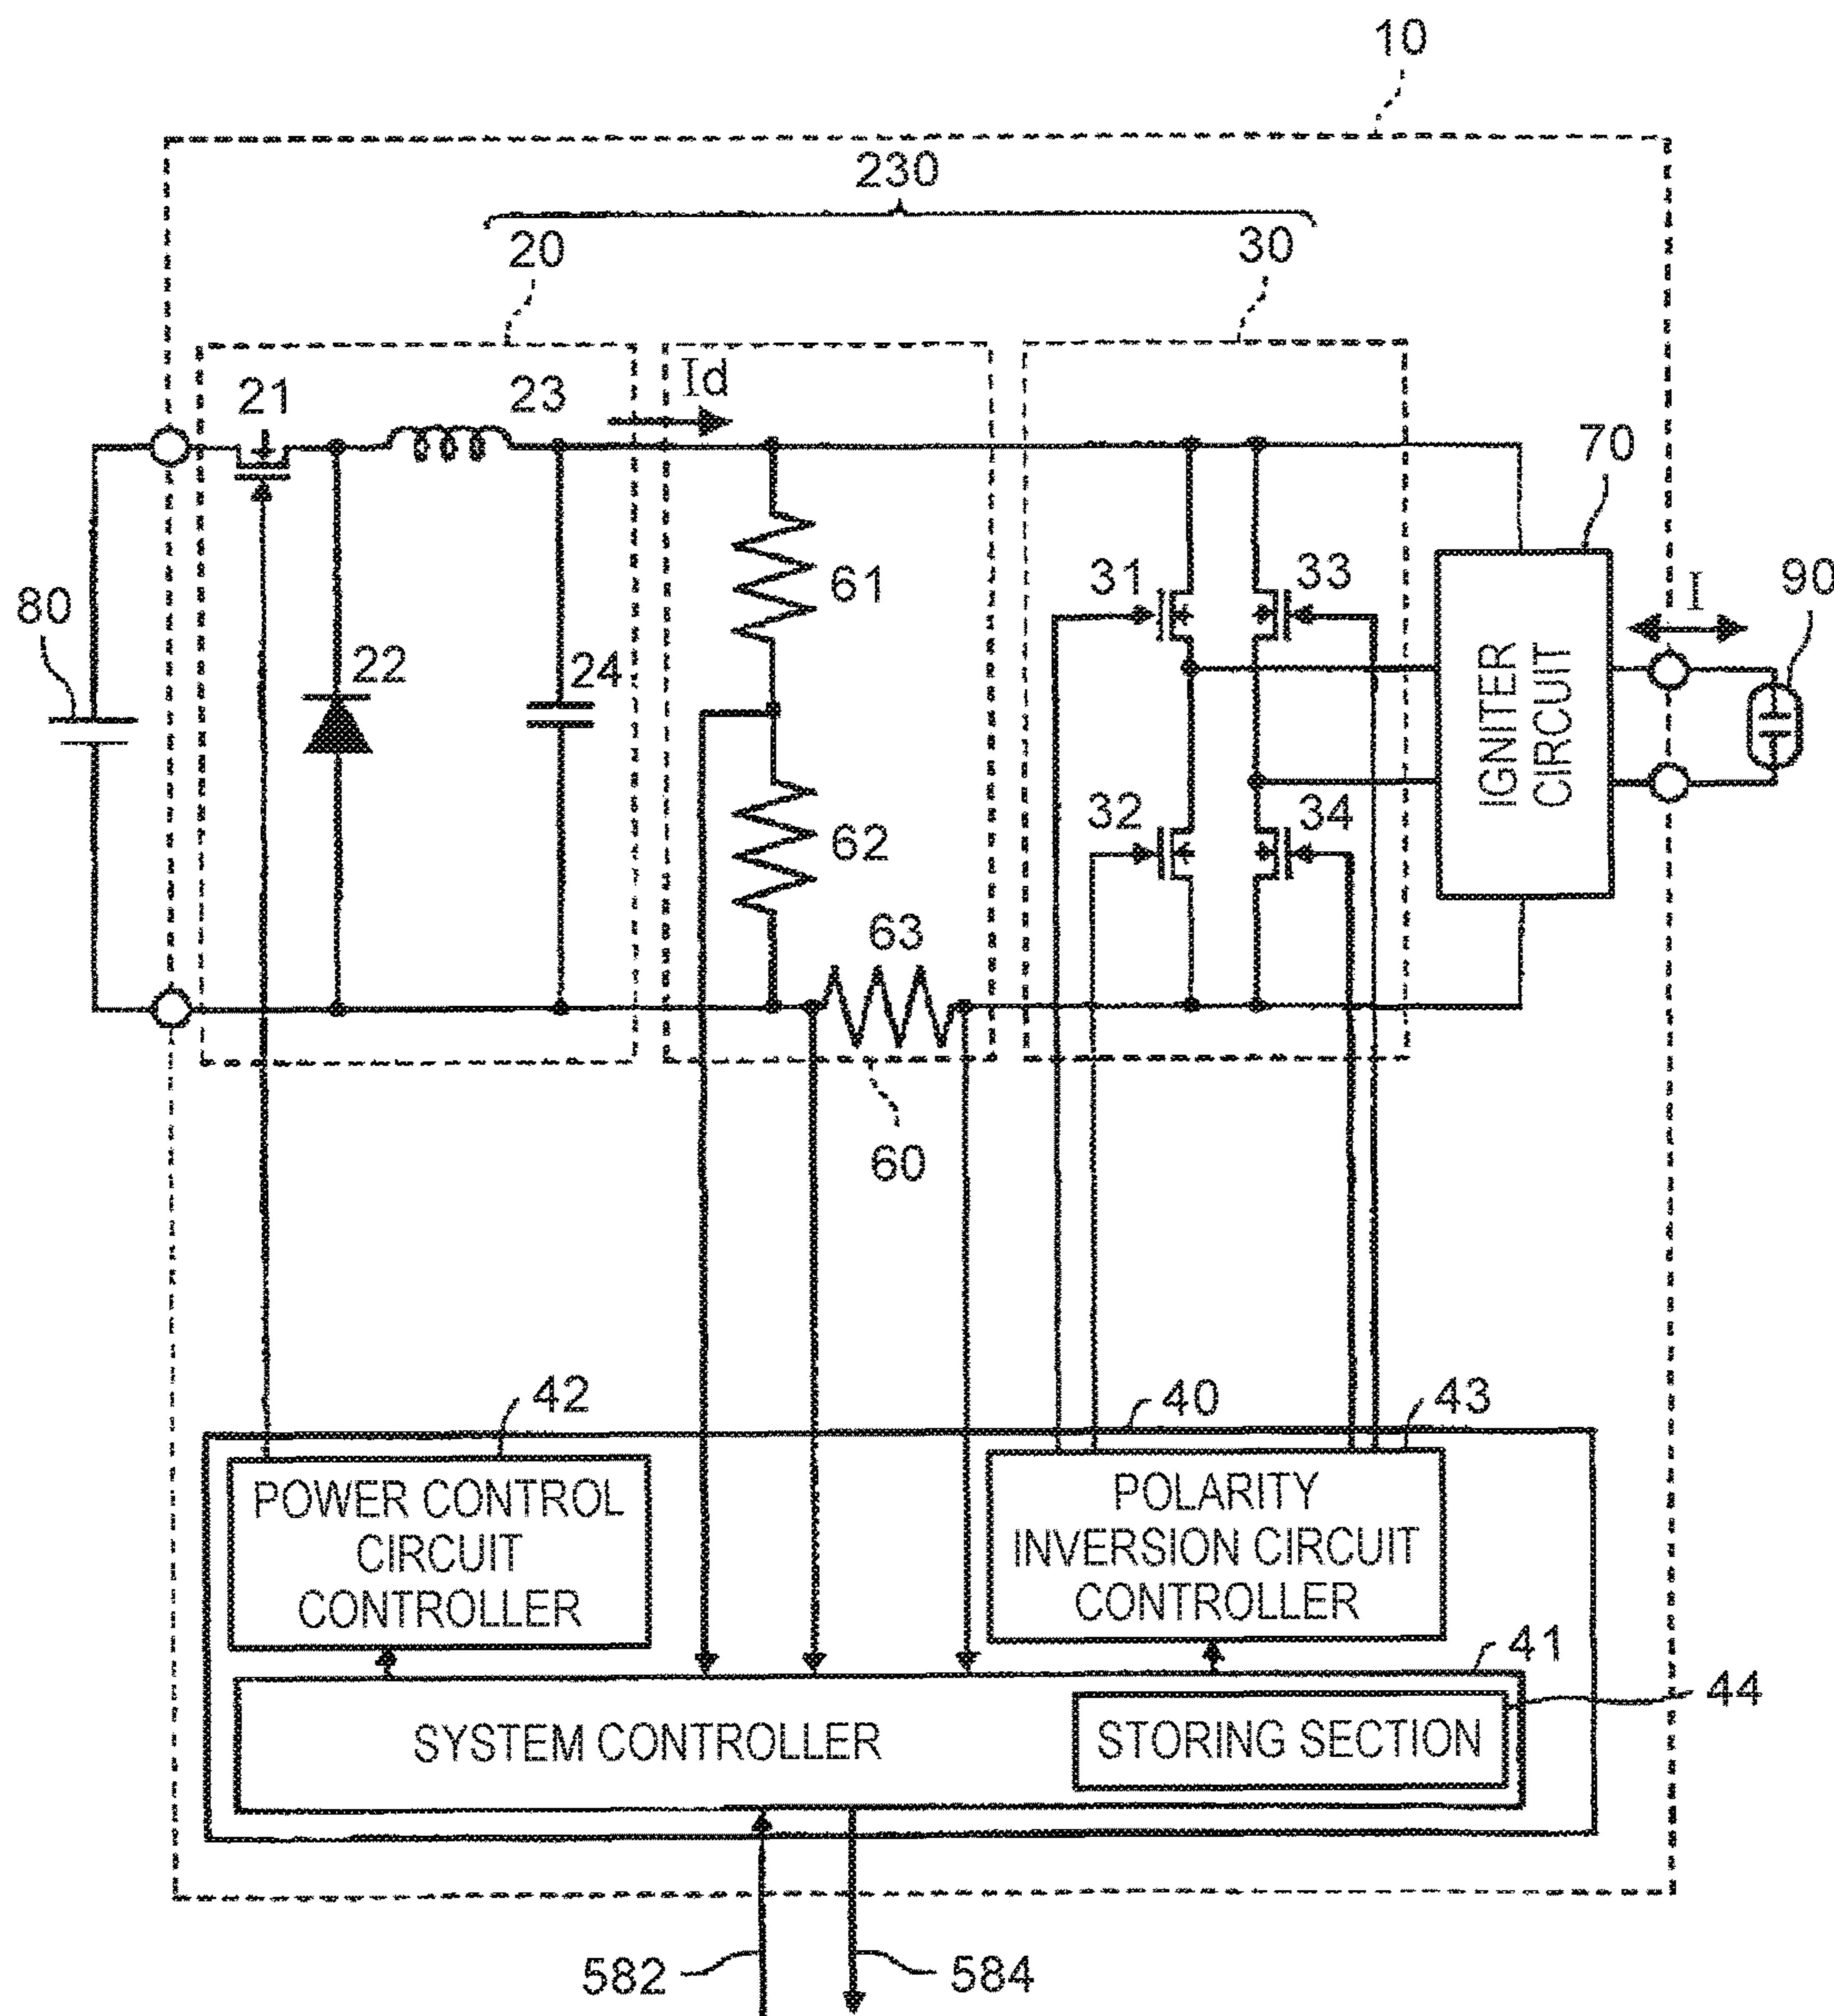 10
230
20
30
21
23
Id
70
80
22
24
61
31
33
I
90
IGNITER
CIRCUIT
62
32
34
63
60
42
40
43
POWER CONTROL
CIRCUIT
CONTROLLER
POLARITY
INVERSION CIRCUIT
CONTROLLER
41
44
SYSTEM CONTROLLER
STORING SECTION
582
584